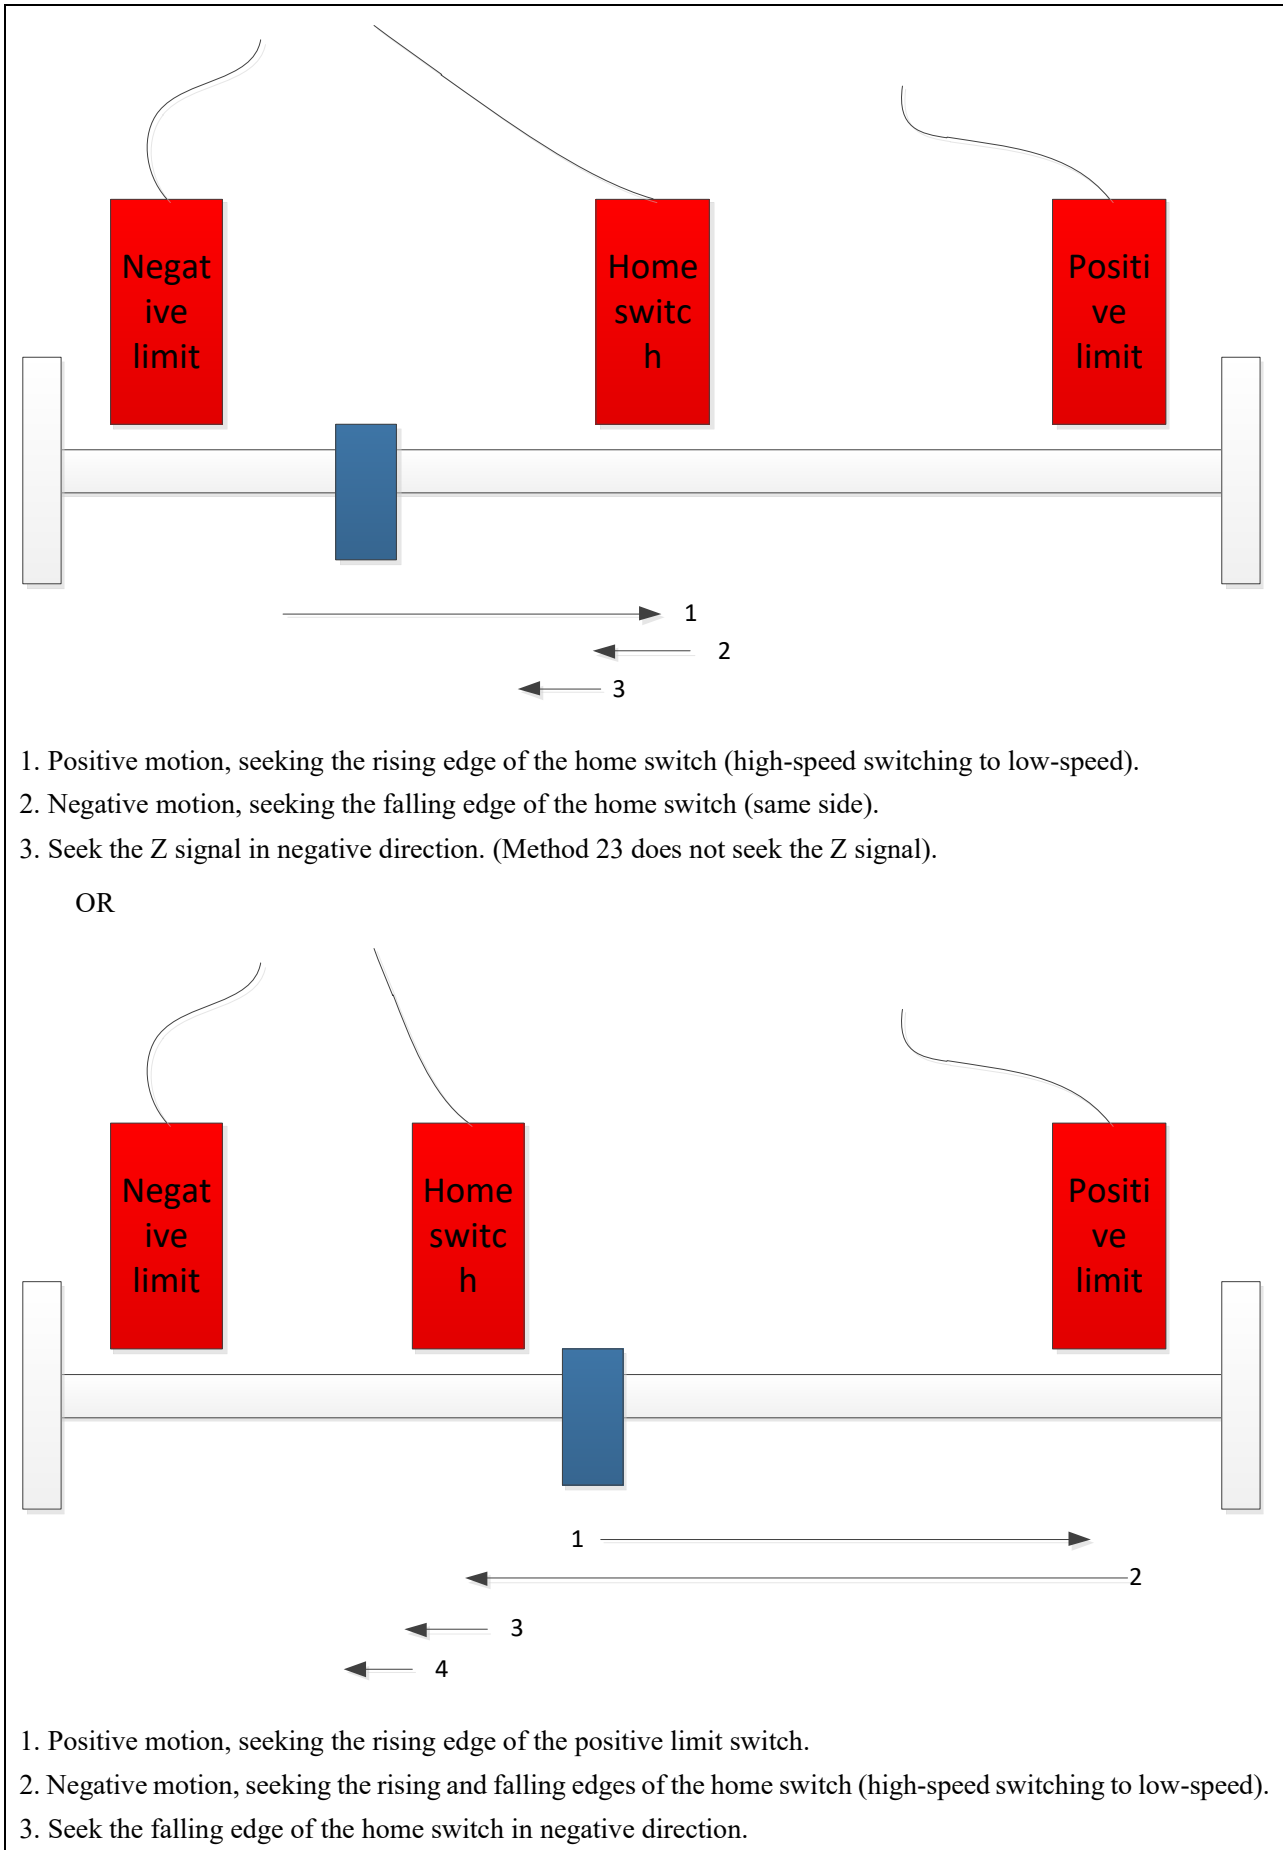 Negat
ive
limit
Home
switc
h
Positi
ve
limit
1
2
3
1. Positive motion, seeking the rising edge of the home switch (high-speed switching to low-speed).
2. Negative motion, seeking the falling edge of the home switch (same side).
3. Seek the Z signal in negative direction. (Method 23 does not seek the Z signal).
OR
Negat
ive
limit
Home
switc
h
Positi
ve
limit
1
2
3
4
1. Positive motion, seeking the rising edge of the positive limit switch.
2. Negative motion, seeking the rising and falling edges of the home switch (high-speed switching to low-speed).
3. Seek the falling edge of the home switch in negative direction.